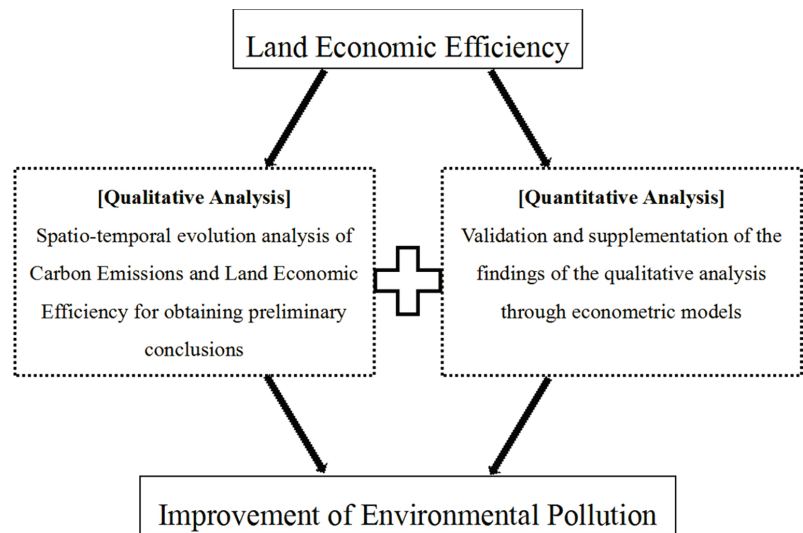 Land Economic Efficiency
[Qualitative Analysis]
Spatio-temporal evolution analysis of
Carbon Emissions and Land Economic
Efficiency for obtaining preliminary
conclusions
[Quantitative Analysis]
Validation and supplementation of the
findings of the qualitative analysis
through econometric models
Improvement of Environmental Pollution